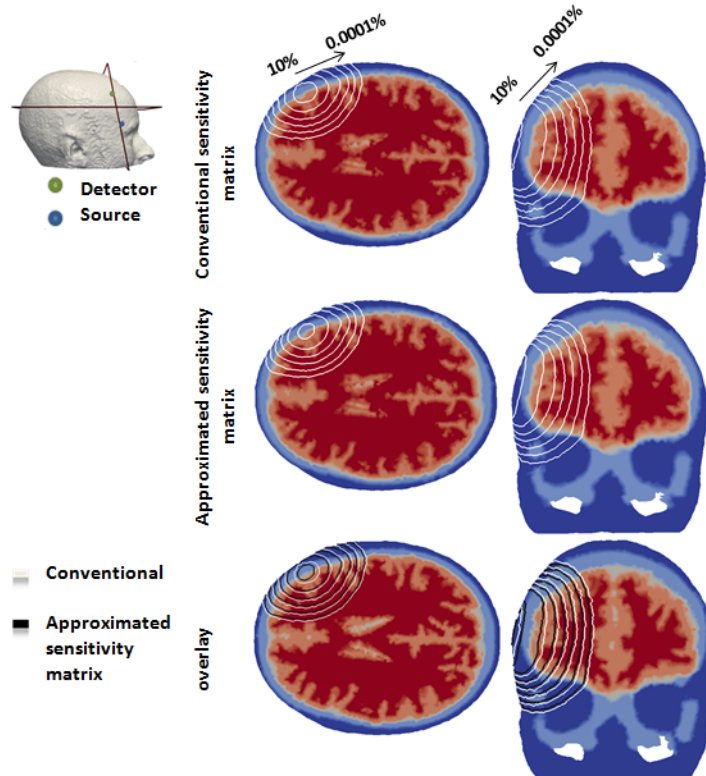 10%
0.0001%
10%
0.0001%
Detector
Source
Conventional sensitivity
matrix
Approximated sensitivity
matrix
Conventional
Approximated
sensitivity
matrix
overlay